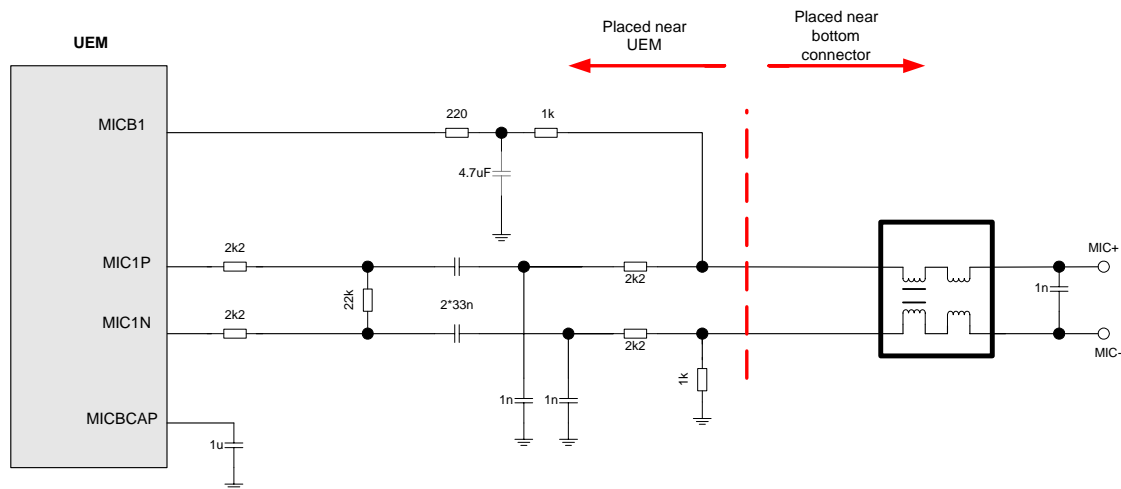 Placed near
UEM
Placed near
bottom
connector
UEM
MICB1
220
1k
4.7uF
MIC1P
2k2
2k2
MIC+
22k
2*33n
1n
MIC1N
2k2
2k2
MIC-
1k
1n
1n
MICBCAP
1u